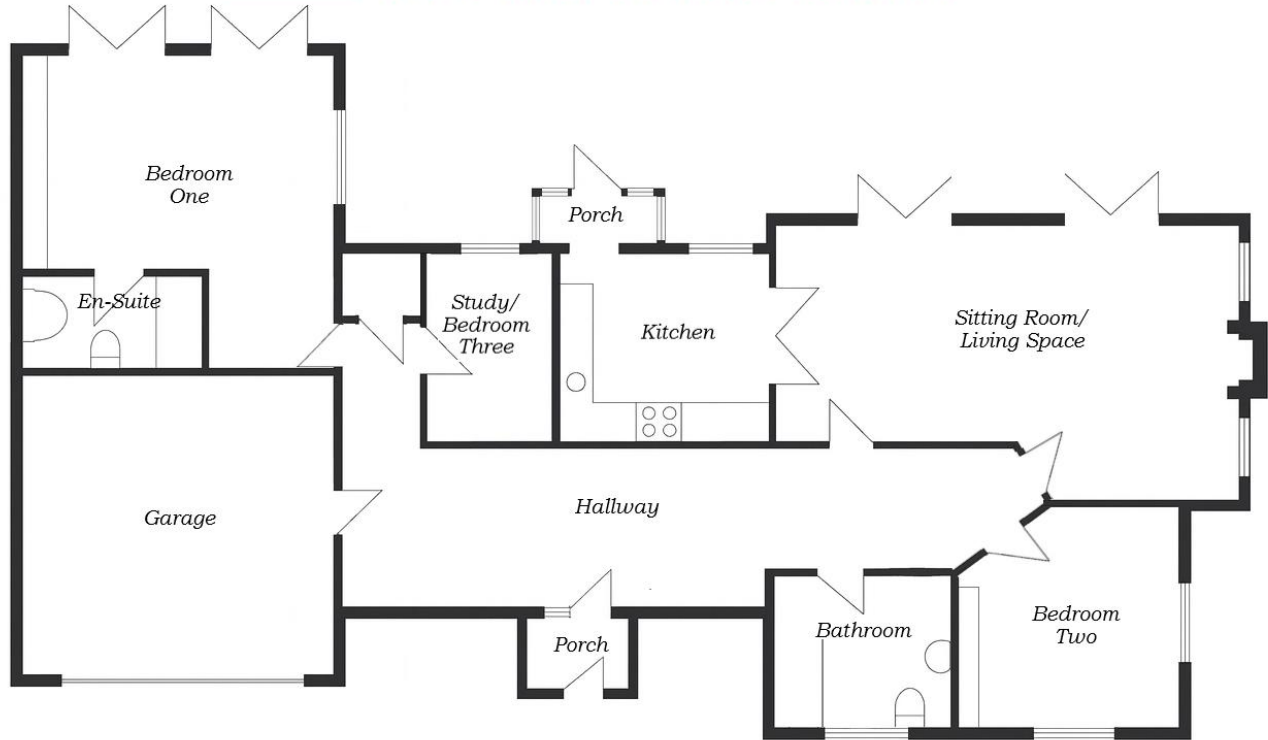 Bedroom
One
Porch
En-Suite
Study/
Bedroom
Three
Kitchen
Sitting Room/
Living Space
Garage
Hallway
Porch
Bathroom
Bedroom
Two